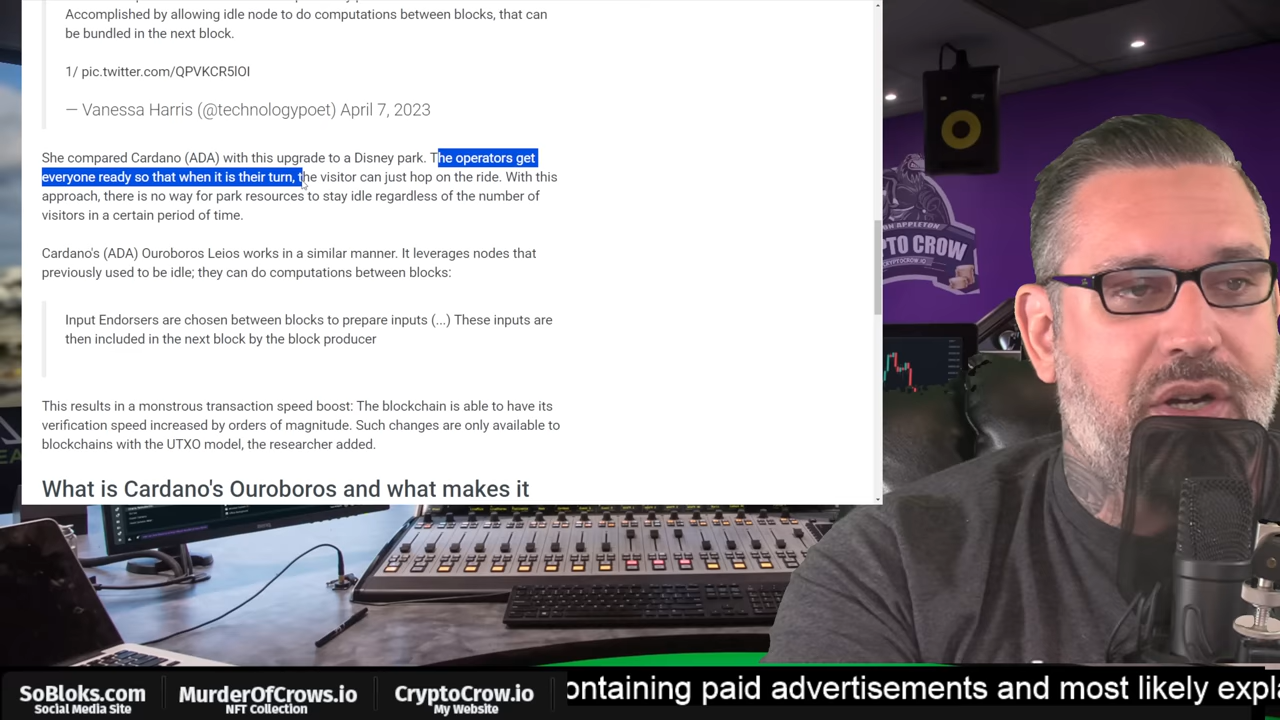 Accomplished by allowing idle node to do computations between blocks, that can
be bundled in the next block.
1/ pic.twitter.com/QPVKCR5lOI
— Vanessa Harris (@technologypoet) April 7, 2023
She compared Cardano (ADA) with this upgrade to a Disney park. The operators get
everyone ready so that when it is their turn, the visitor can just hop on the ride. With this
approach, there is no way for park resources to stay idle regardless of the number of
visitors in a certain period of time.
Cardano's (ADA) Ouroboros Leios works in a similar manner. It leverages nodes that
previously used to be idle; they can do computations between blocks:
Input Endorsers are chosen between blocks to prepare inputs (...) These inputs are
then included in the next block by the block producer
This results in a monstrous transaction speed boost: The blockchain is able to have its
verification speed increased by orders of magnitude. Such changes are only available to
blockchains with the UTXO model, the researcher added.
What is Cardano's Ouroboros and what makes it
ON APPLETON
PTO CROW
CRYPTOCROW.IO
SoBloks.com
Social Media Site
MurderOfCrows.io
NFT Collection
CryptoCrow.io
My Website
ontaining paid advertisements and most likely expla